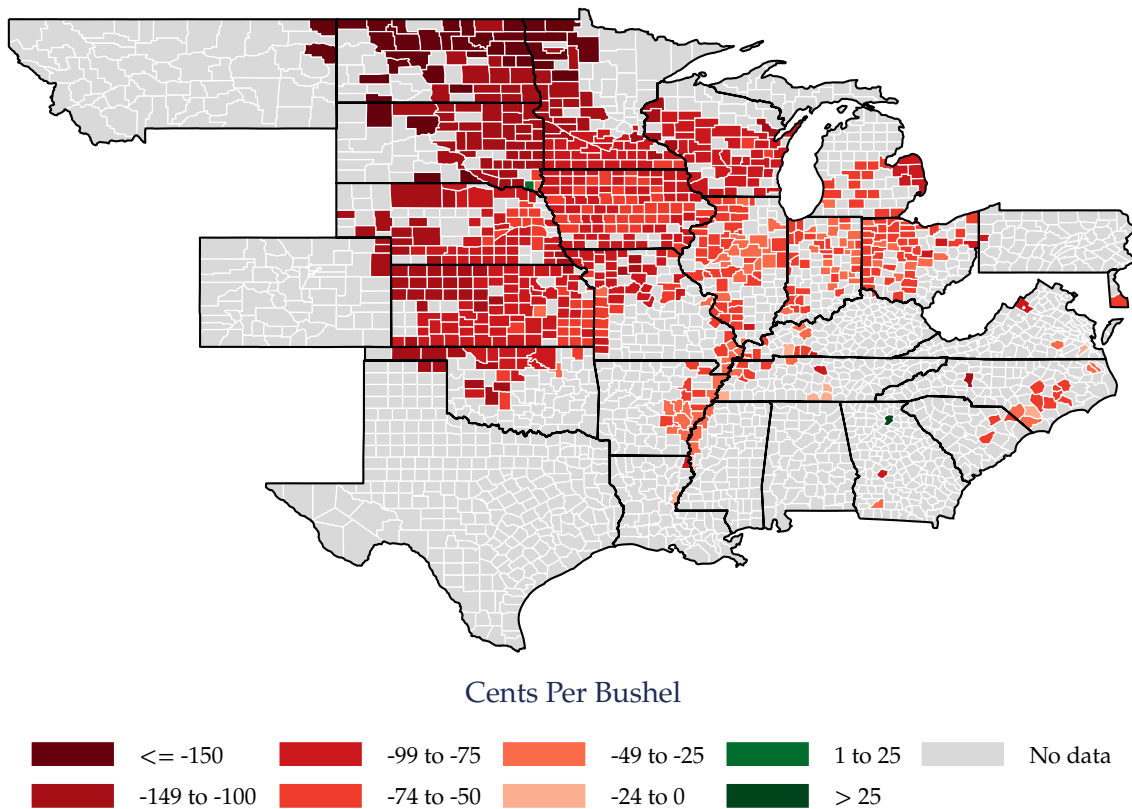 Cents Per Bushel
<= -150
-99 to -75
-49 to -25
1 to 25
No data
-149 to -100
-74 to -50
-24 to 0
> 25